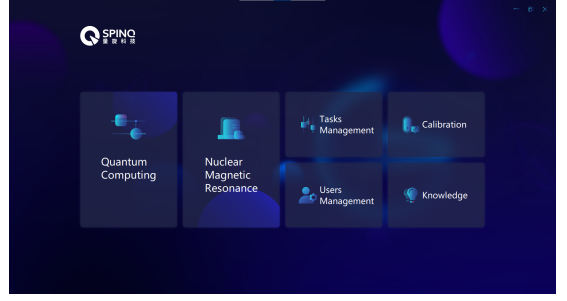 SPINQ
量旋科技
Quantum
Computing
Nuclear
Magnetic
Resonance
Tasks
Management
Calibration
Users
Management
Knowledge